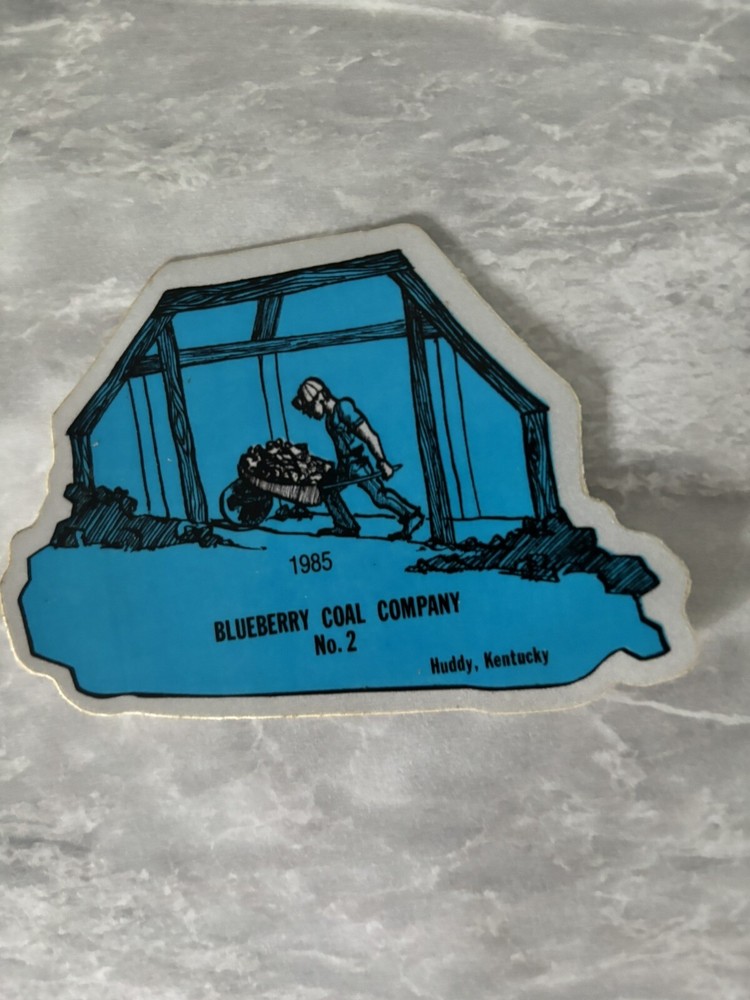 1985
BLUEBERRY COAL COMPANY
No. 2
Huddy, Kentucky